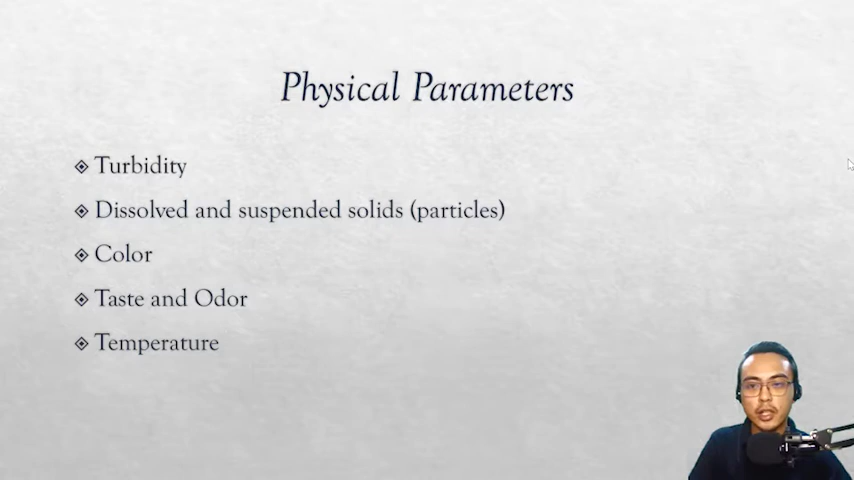 Physical Parameters
Turbidity
Dissolved and suspended solids (particles)
Color
Taste and Odor
Temperature